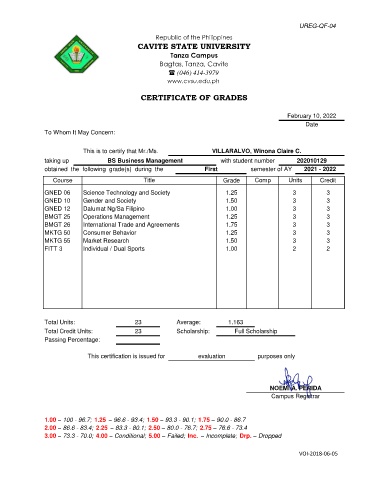 UREG-QF-04
Republic of the Philippines
CAVITE STATE UNIVERSITY
Tanza Campus
Bagtas, Tanza, Cavite
☎ (046) 414-3979
www.cvsu.edu.ph
CERTIFICATE OF GRADES
February 10, 2022
Date
To Whom It May Concern:
This is to certify that Mr./Ms. VILLARALVO, Winona Claire C.
taking up BS Business Management with student number 202010129
obtained the following grade(s) during the First semester of AY 2021 - 2022
Course Title Grade Comp Units Credit
GNED 06 Science Technology and Society 1.25 3 3
GNED 10 Gender and Society 1.50 3 3
GNED 12 Dalumat Ng/Sa Filipino 1.00 3 3
BMGT 25 Operations Management 1.25 3 3
BMGT 26 International Trade and Agreements 1.75 3 3
MKTG 50 Consumer Behavior 1.25 3 3
MKTG 55 Market Research 1.50 3 3
FITT 3 Individual / Dual Sports 1.00 2 2
Total Units: 23 Average: 1.163
Total Credit Units: 23 Scholarship: Full Scholarship
Passing Percentage:
This certification is issued for evaluation purposes only
NOEMI A. PERIDA
Campus Registrar
1.00 – 100 - 96.7; 1.25 – 96.6 - 93.4; 1.50 – 93.3 - 90.1; 1.75 – 90.0 - 86.7
2.00 – 86.6 - 83.4; 2.25 – 83.3 - 80.1; 2.50 – 80.0 - 76.7; 2.75 – 76.6 - 73.4
3.00 – 73.3 - 70.0; 4.00 – Conditional; 5.00 – Failed; Inc. – Incomplete; Drp. – Dropped
V01-2018-06-05